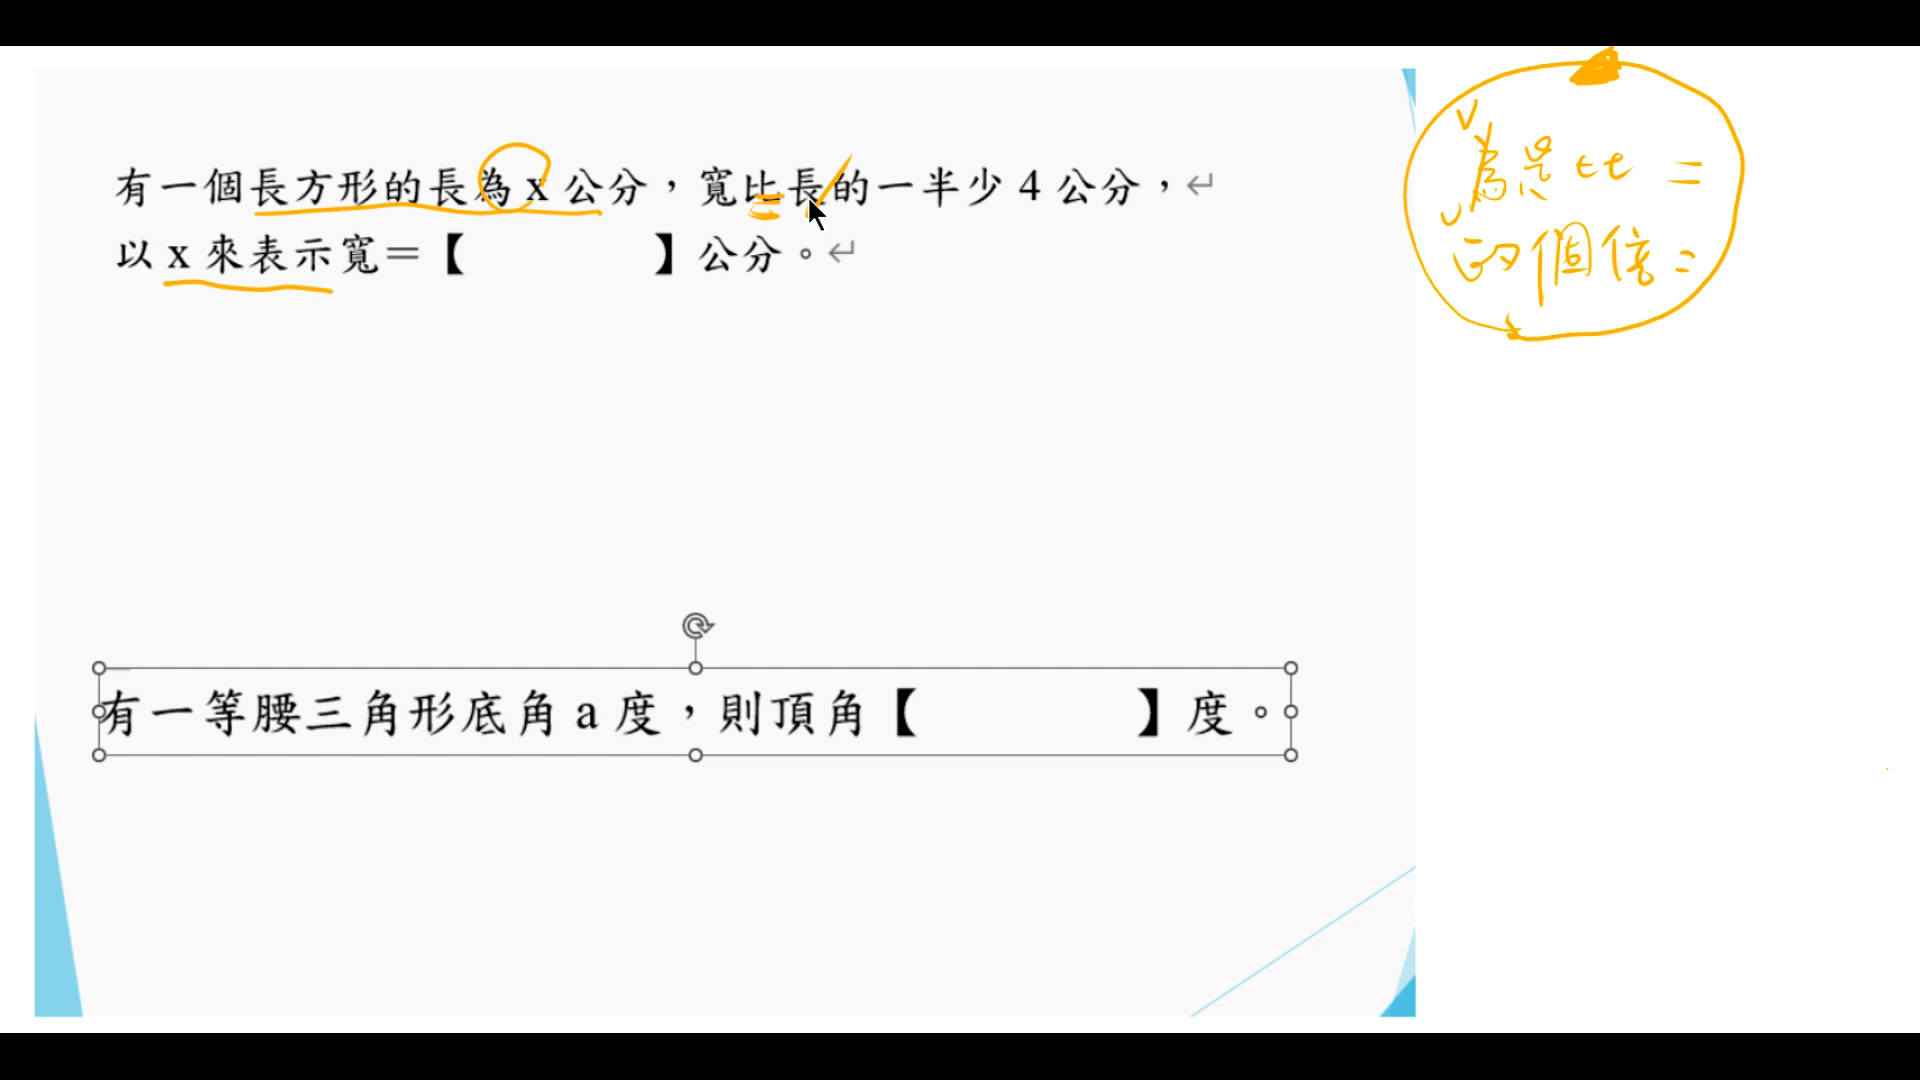 有一個長方形的長為 x 公分，寬比長的一半少 4 公分，↵
以 x 來表示寬＝【　　　　】公分。↵
為是比 =
的個倍 =
有一等腰三角形底角 a 度，則頂角【　　　　】度。